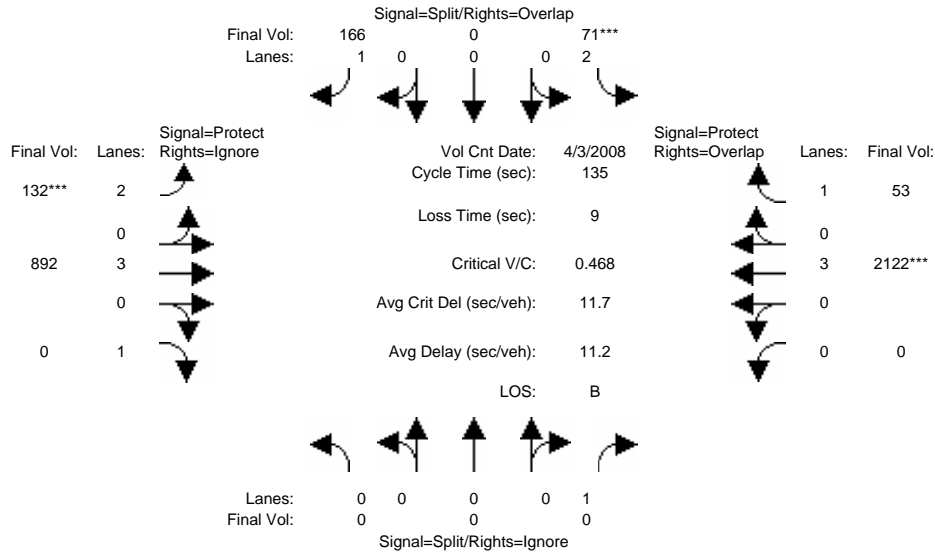 Signal=Split/Rights=Overlap
Final Vol: 166 0 71***
Lanes: 1 0 0 0 2
Signal=Protect
Final Vol: Lanes: Rights=Ignore
Vol Cnt Date: 4/3/2008
Signal=Protect
Rights=Overlap Lanes: Final Vol:
Cycle Time (sec): 135
132*** 2
1 53
Loss Time (sec): 9
0
0
892 3
Critical V/C: 0.468
3 2122***
0
Avg Crit Del (sec/veh): 11.7
0
0 1
Avg Delay (sec/veh): 11.2
0 0
LOS: B
Lanes: 0 0 0 0 1
Final Vol: 0 0 0
Signal=Split/Rights=Ignore